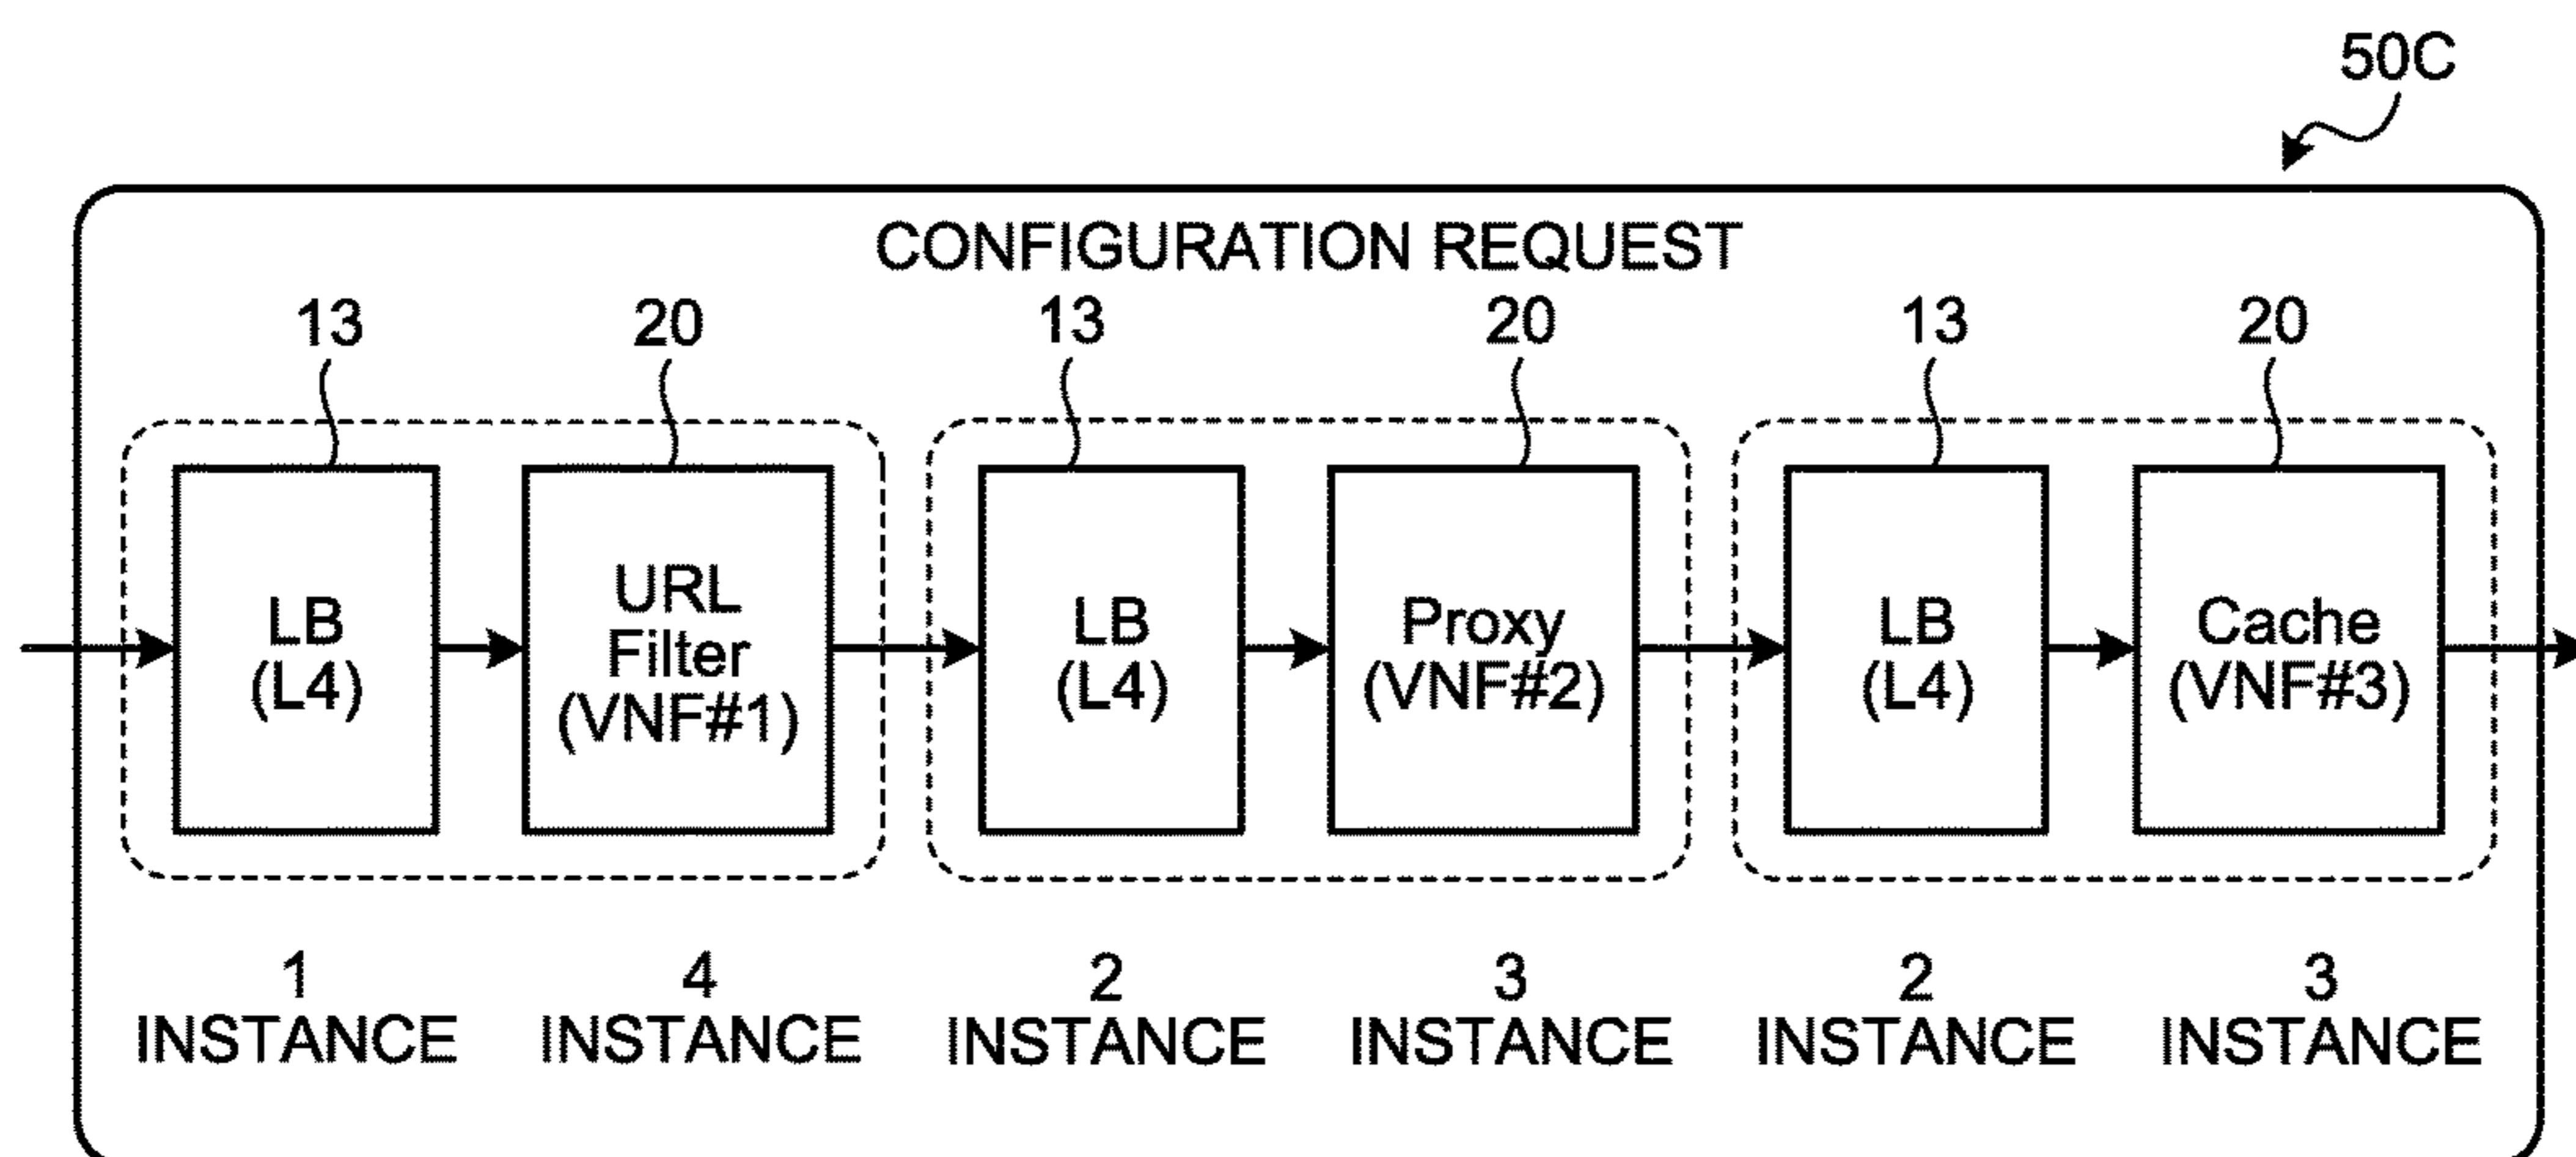 50C
CONFIGURATION REQUEST
13
20
13
20
13
20
LB
(L4)
URL
Filter
(VNF#1)
LB
(L4)
Proxy
(VNF#2)
LB
(L4)
Cache
(VNF#3)
1
INSTANCE
4
INSTANCE
2
INSTANCE
3
INSTANCE
2
INSTANCE
3
INSTANCE